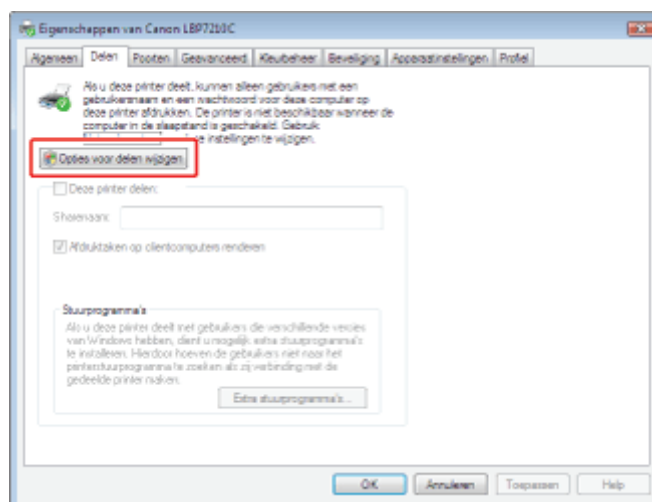 Eigenschappen van Canon LBP7210C
Algemeen Delen Poorten Geavanceerd Kleurbeheer Beveiliging Apparaatinstellingen Profiel
Als u deze printer deelt, kunnen alleen gebruikers met een
gebruikersnaam en een wachtwoord voor deze computer op
deze printer afdrukken. De printer is niet beschikbaar wanneer de
computer in de slaapstand is geschakeld. Gebruik
instellingen te wijzigen.
Opties voor delen wijzigen
Deze printer delen:
Sharenaam:
Afdruktaken op clientcomputers renderen
Stuurprogramma's
Als u deze printer deelt met gebruikers die verschillende versies
van Windows hebben, dient u mogelijk extra stuurprogramma's
te installeren. Hierdoor hoeven de gebruikers niet naar het
printerstuurprogramma te zoeken als zij verbinding met de
gedeelde printer maken.
Extra stuurprogramma's...
OK Annuleren Toepassen Help